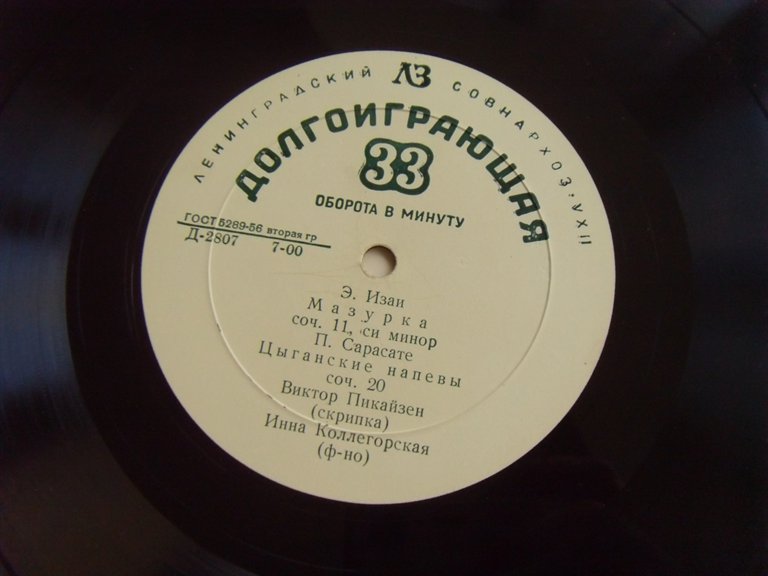 ЛЕНИНГРАДСКИЙ ЛЗ СОВНАРХОЗ·АХП
ДОЛГОИГРАЮЩАЯ
33
ОБОРОТА В МИНУТУ
ГОСТ 5289-56 вторая гр
Д-2807 7-00
Э. Изаи
Мазурка
соч. 11, си минор
П. Сарасате
Цыганские напевы
соч. 20
Виктор Пикайзен
(скрипка)
Инна Коллегорская
(ф-но)